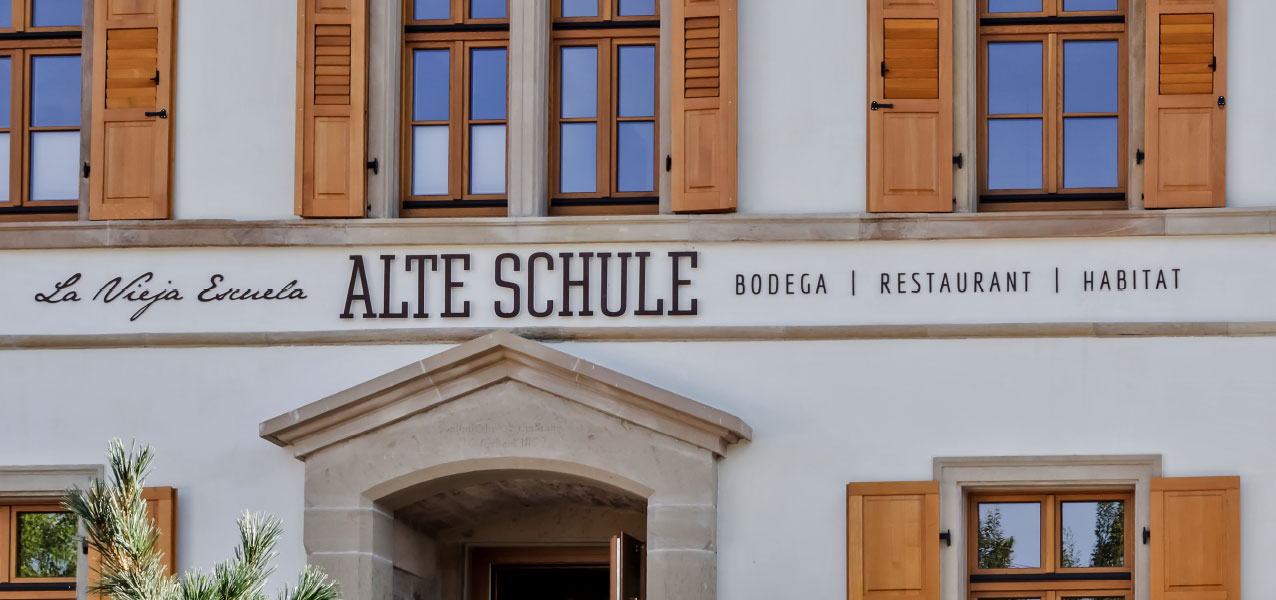 La Vieja Escuela ALTE SCHULE BODEGA | RESTAURANT | HABITAT